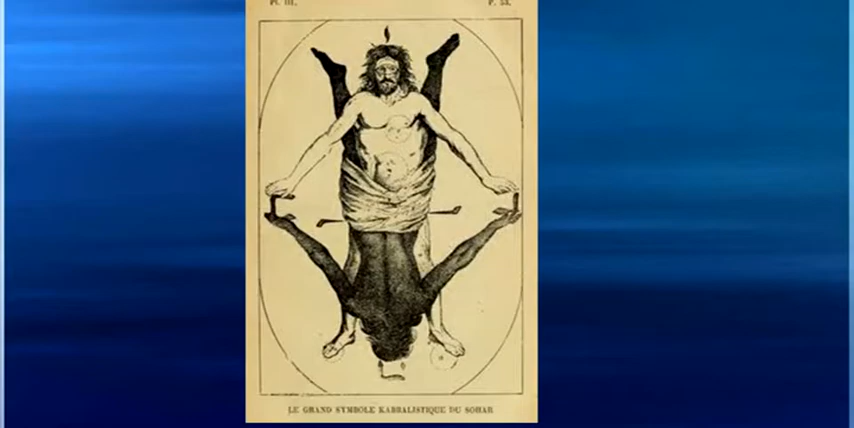 PL. III. P. 53.
LE GRAND SYMBOLE KABBALISTIQUE DU SOHAR